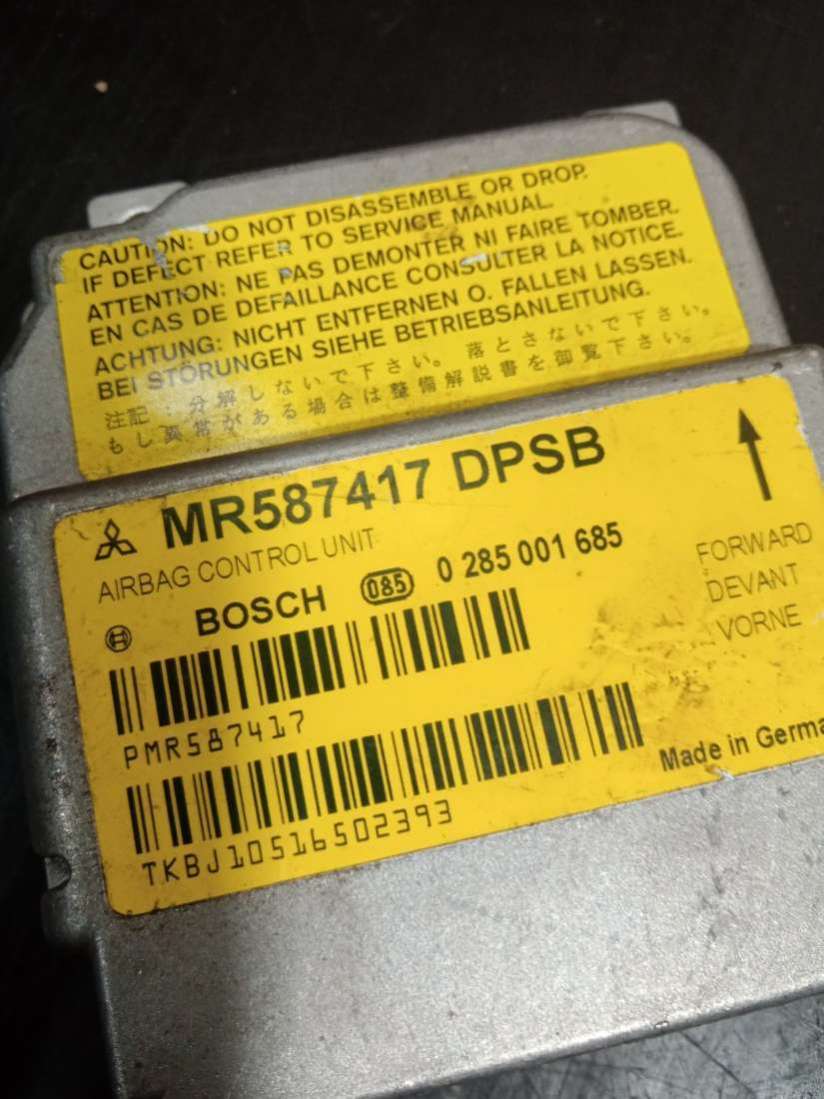 CAUTION: DO NOT DISASSEMBLE OR DROP.
IF DEFECT REFER TO SERVICE MANUAL.
ATTENTION: NE PAS DEMONTER NI FAIRE TOMBER.
EN CAS DE DEFAILLANCE CONSULTER LA NOTICE.
ACHTUNG: NICHT ENTFERNEN O. FALLEN LASSEN.
BEI STÖRUNGEN SIEHE BETRIEBSANLEITUNG.
注記:分解しないで下さい。落とさないで下さい。
もし異常がある場合は整備解説書を御覧下さい。
MR587417 DPSB
AIRBAG CONTROL UNIT
BOSCH 085 0 285 001 685
FORWARD
DEVANT
VORNE
PMR587417
Made in Germa
TKBJ10516502393